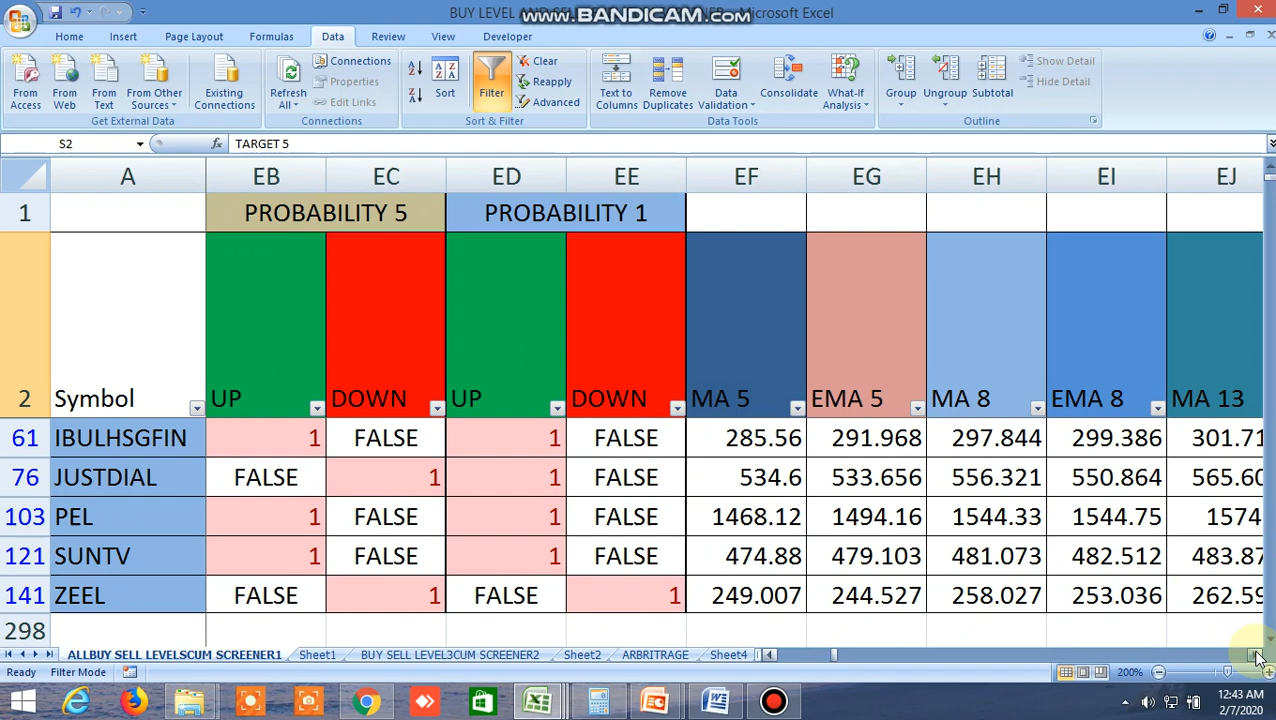 BUY LEVEL AND
www.BANDICAM.com
- Microsoft Excel
Home Insert Page Layout Formulas Data Review View Developer
From Access
From Web
From Text
From Other Sources
Existing Connections
Get External Data
Refresh All
Connections
Properties
Edit Links
Connections
Sort
Filter
Clear
Reapply
Advanced
Sort & Filter
Text to Columns
Remove Duplicates
Data Validation
Consolidate
What-If Analysis
Data Tools
Group
Ungroup
Subtotal
Show Detail
Hide Detail
Outline
S2 fx TARGET 5
A EB EC ED EE EF EG EH EI EJ
1 PROBABILITY 5 PROBABILITY 1
2 Symbol UP DOWN UP DOWN MA 5 EMA 5 MA 8 EMA 8 MA 13
61 IBULHSGFIN 1 FALSE 1 FALSE 285.56 291.968 297.844 299.386 301.71
76 JUSTDIAL FALSE 1 1 FALSE 534.6 533.656 556.321 550.864 565.60
103 PEL 1 FALSE 1 FALSE 1468.12 1494.16 1544.33 1544.75 1574
121 SUNTV 1 FALSE 1 FALSE 474.88 479.103 481.073 482.512 483.87
141 ZEEL FALSE 1 FALSE 1 249.007 244.527 258.027 253.036 262.59
298
ALLBUY SELL LEVELSCUM SCREENER1 Sheet1 BUY SELL LEVEL3CUM SCREENER2 Sheet2 ARBRITRAGE Sheet4
Ready Filter Mode 200%
12:43 AM
2/7/2020